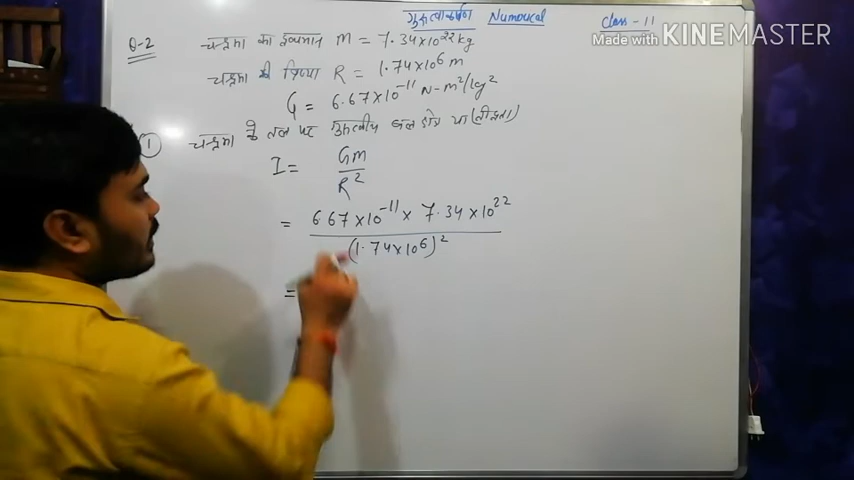 गुरुत्वाकर्षण Numerical class-11
Made with KINEMASTER
Q-2 चन्द्रमा का द्रव्यमान M = 7.34×10²² kg
चन्द्रमा की त्रिज्या R = 1.74×10⁶ m
G = 6.67×10⁻¹¹ N-m²/kg²
① चन्द्रमा के तल पर गुरुत्वीय बल क्षेत्र या (तीव्रता)
I = GM/R²
= 6.67×10⁻¹¹ × 7.34×10²²
(1.74×10⁶)²
=